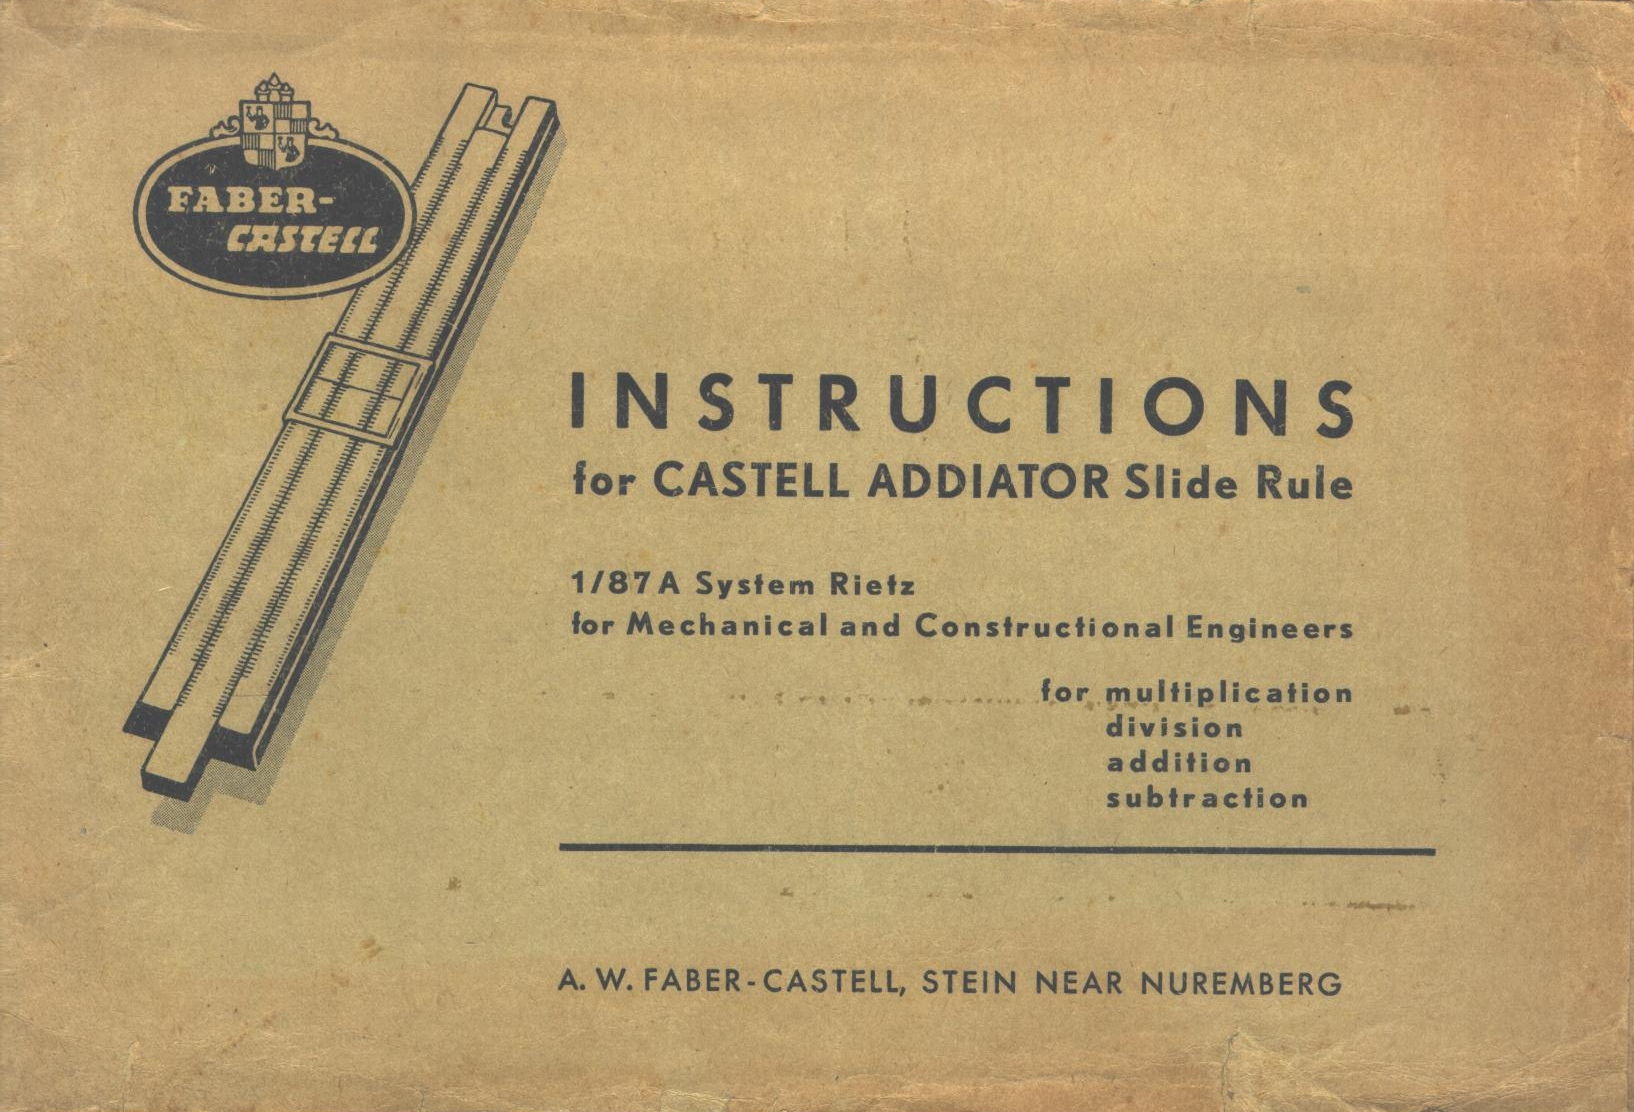 FABER-
CASTELL
INSTRUCTIONS
for CASTELL ADDIATOR Slide Rule
1/87 A System Rietz
for Mechanical and Constructional Engineers
for multiplication
division
addition
subtraction
A. W. FABER-CASTELL, STEIN NEAR NUREMBERG